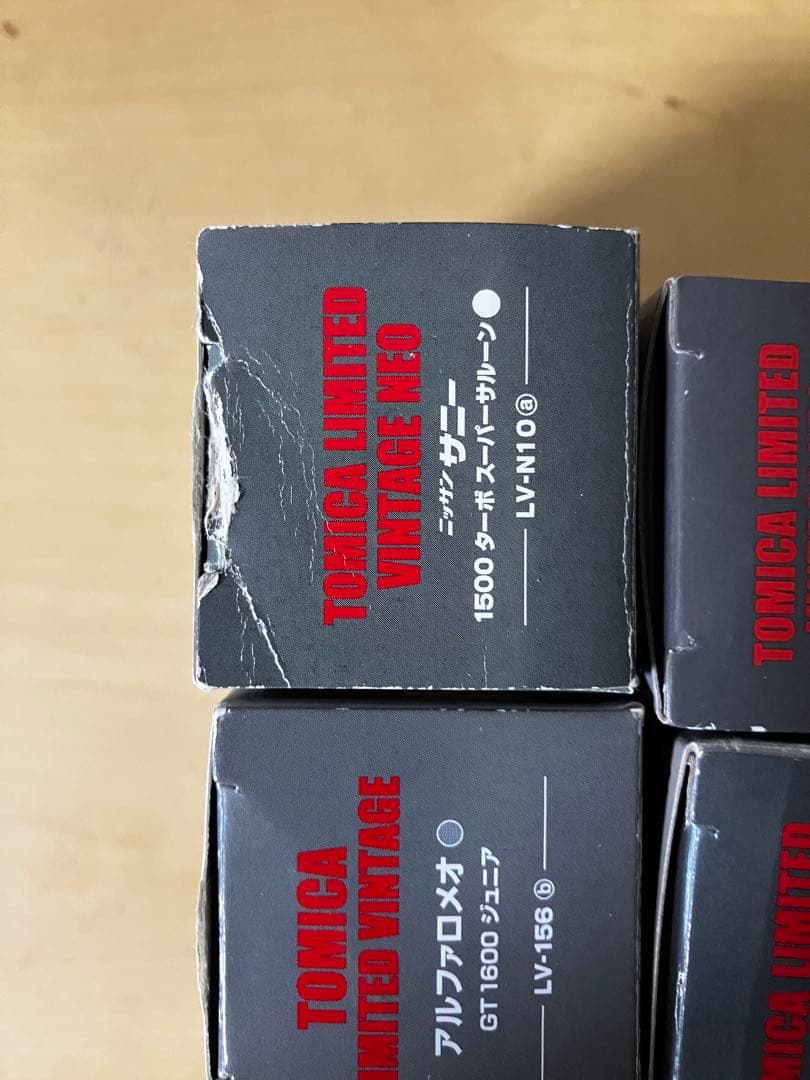 TOMICA LIMITED
VINTAGE NEO
ニッサン サニー
1500 ターボ スーパーサルーン
LV-N10ⓐ
TOMICA
LIMITED VINTAGE
アルファロメオ
GT 1600 ジュニア
LV-156 ⓑ
TOMICA LIMITED
TOMICA LIMITED